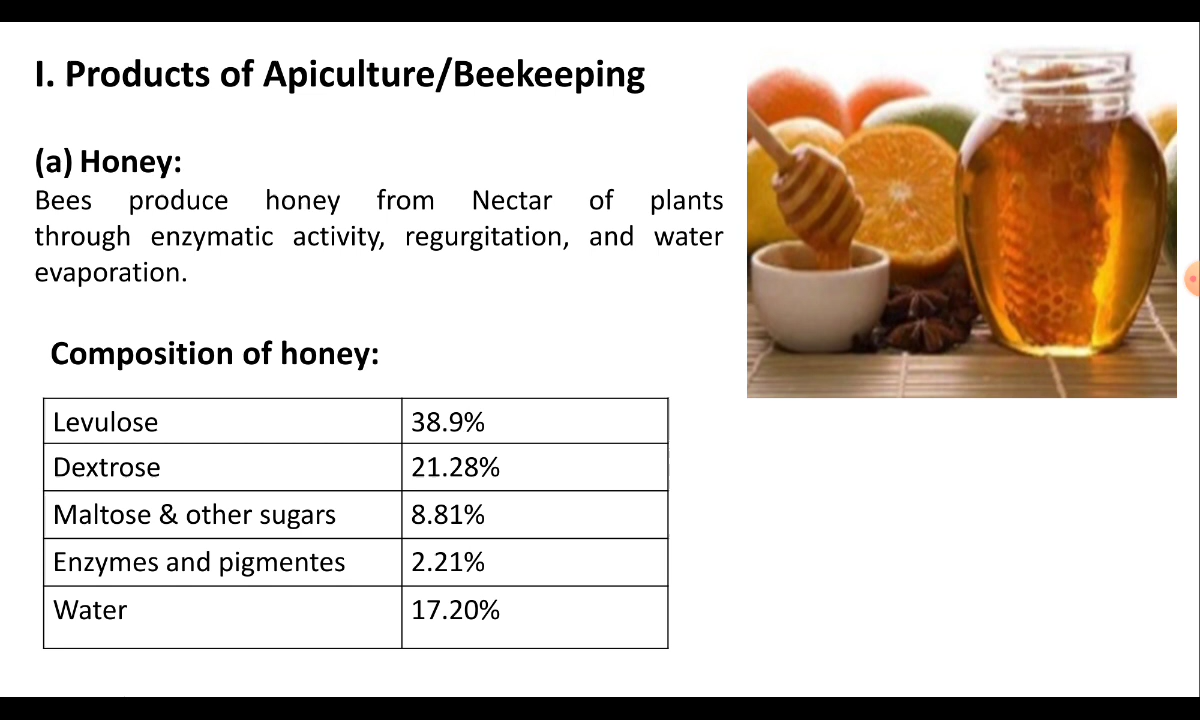 I. Products of Apiculture/Beekeeping
(a) Honey:
Bees produce honey from Nectar of plants
through enzymatic activity, regurgitation, and water
evaporation.
Composition of honey:
Levulose 38.9%
Dextrose 21.28%
Maltose & other sugars 8.81%
Enzymes and pigmentes 2.21%
Water 17.20%